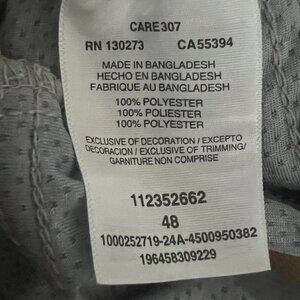 CARE307
RN 130273 CA55394
MADE IN BANGLADESH
HECHO EN BANGLADESH
FABRIQUE AU BANGLADESH
100% POLYESTER
100% POLYESTER
100% POLYESTER
EXCLUSIVE OF DECORATION / EXCEPTO
DECORACION / EXCLUSIVE OF TRIMMING/
GARNITURE NON COMPRISE
112352662
48
1000252719-24A-4500950382
196458309229